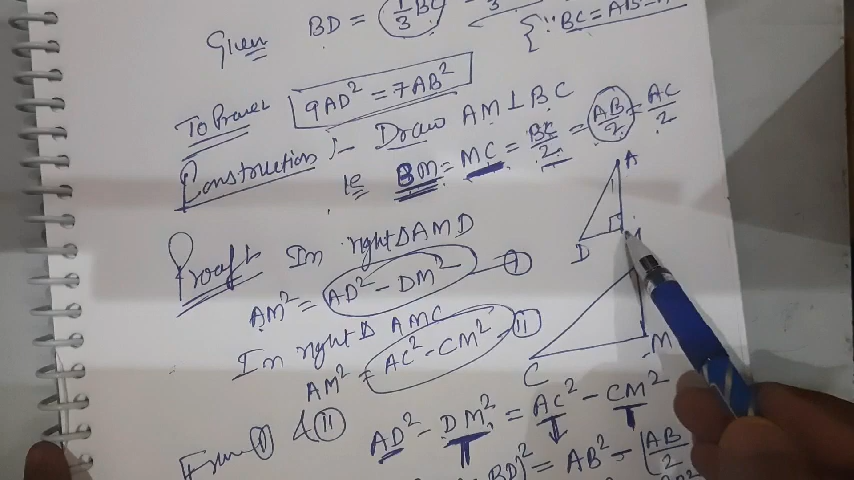 Given BD = 1/3 BC
{∵ BC = AB
To Prove 9AD² = 7AB²
Construction :- Draw AM ⊥ BC
ie BM = MC = BC/2 = AB/2 = AC/2
A
D M
Proof:- In right Δ AMD
AM² = AD² - DM² — I
In right Δ AMC
AM² = AC² - CM² — II
C M
From I & II
AD² - DM² = AC² - CM²
BD)² = AB² - (AB/2